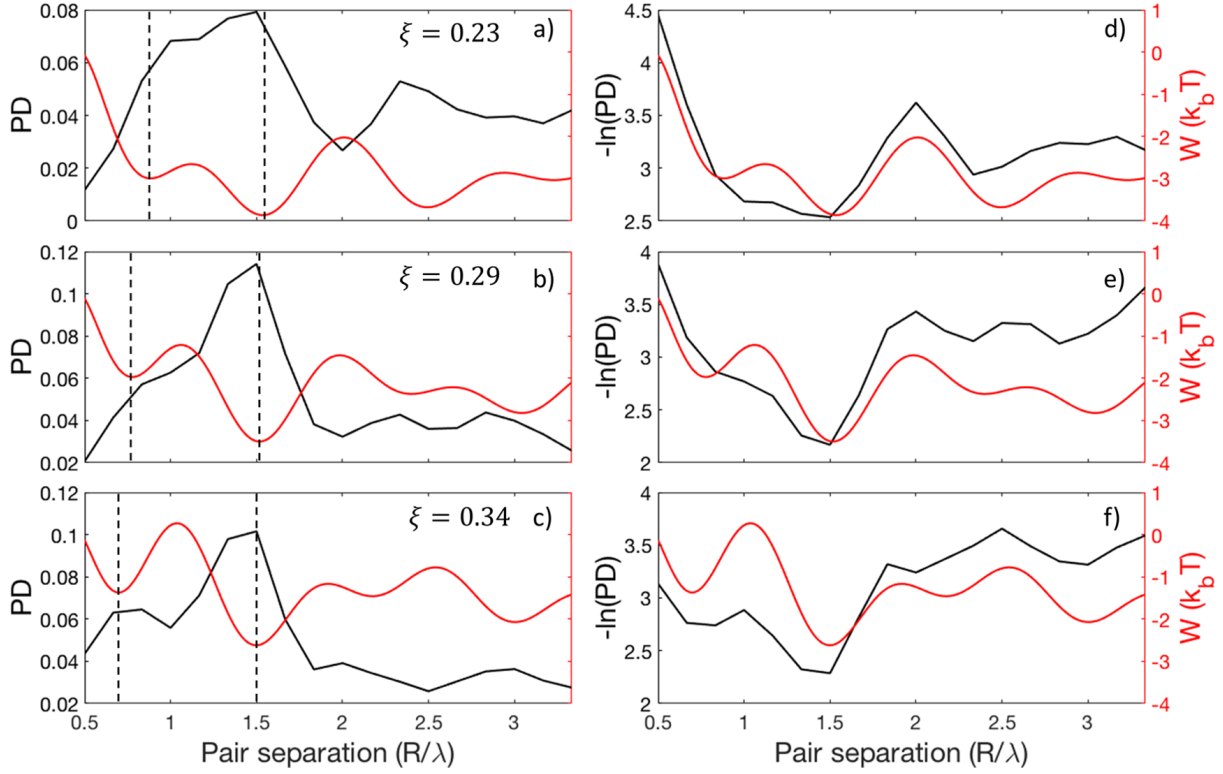 0.08
0.06
0.04
0.02
0
PD
ξ = 0.23
a)
4.5
4
3.5
3
2.5
-ln(PD)
d)
1
0
-1
-2
-3
-4
W (k_bT)
0.12
0.1
0.08
0.06
0.04
0.02
PD
ξ = 0.29
b)
4
3.5
3
2.5
2
-ln(PD)
e)
1
0
-1
-2
-3
-4
W (k_bT)
0.12
0.1
0.08
0.06
0.04
0.02
PD
ξ = 0.34
c)
0.5 1 1.5 2 2.5 3
Pair separation (R/λ)
4
3.5
3
2.5
2
-ln(PD)
f)
1
0
-1
-2
-3
-4
W (k_bT)
0.5 1 1.5 2 2.5 3
Pair separation (R/λ)